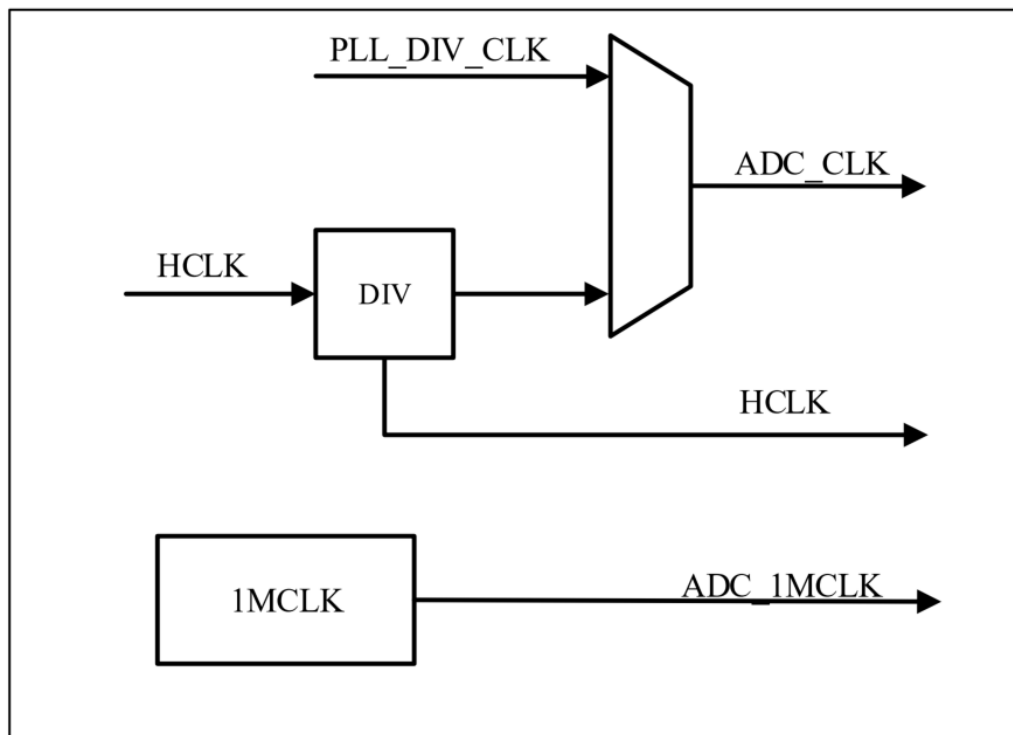 PLL_DIV_CLK
ADC_CLK
HCLK
DIV
HCLK
1MCLK
ADC_1MCLK